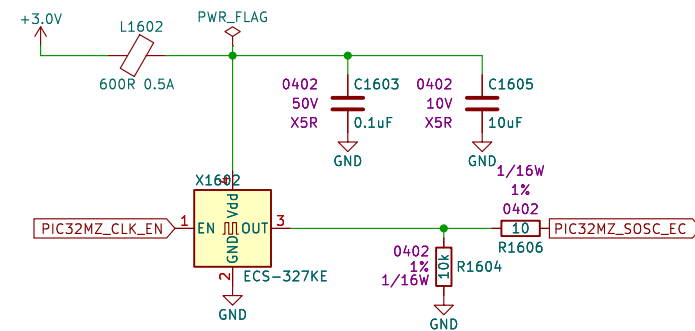 +3.0V
L1602
600R 0.5A
PWR_FLAG
0402
50V
X5R
C1603
0.1uF
GND
0402
10V
X5R
C1605
10uF
GND
X1602
4
Vdd
PIC32MZ_CLK_EN
1
EN
OUT
3
GND
2
ECS-327KE
GND
1/16W
1%
0402
10
R1606
PIC32MZ_SOSC_EC
0402
1%
1/16W
10k
R1604
GND